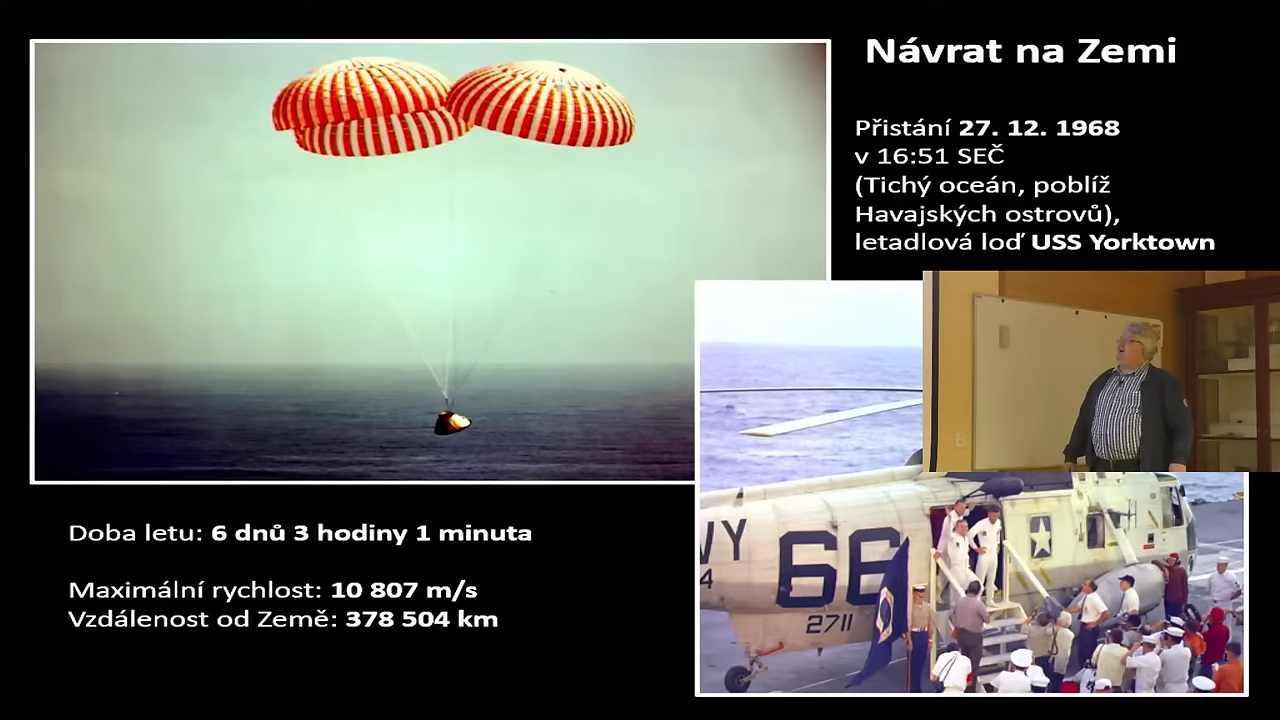 Návrat na Zemi
Přistání 27. 12. 1968
v 16:51 SEČ
(Tichý oceán, poblíž
Havajských ostrovů),
letadlová loď USS Yorktown
Doba letu: 6 dnů 3 hodiny 1 minuta
Maximální rychlost: 10 807 m/s
Vzdálenost od Země: 378 504 km
VY
4
66
2711